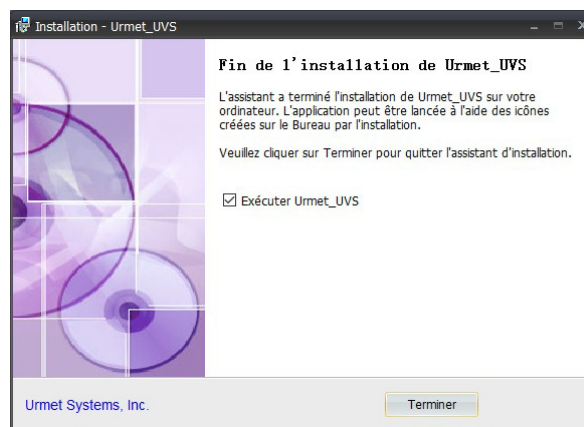 Installation - Urmet_UVS
Fin de l'installation de Urmet_UVS
L'assistant a terminé l'installation de Urmet_UVS sur votre
ordinateur. L'application peut être lancée à l'aide des icônes
créées sur le Bureau par l'installation.
Veuillez cliquer sur Terminer pour quitter l'assistant d'installation.
Exécuter Urmet_UVS
Urmet Systems, Inc.
Terminer